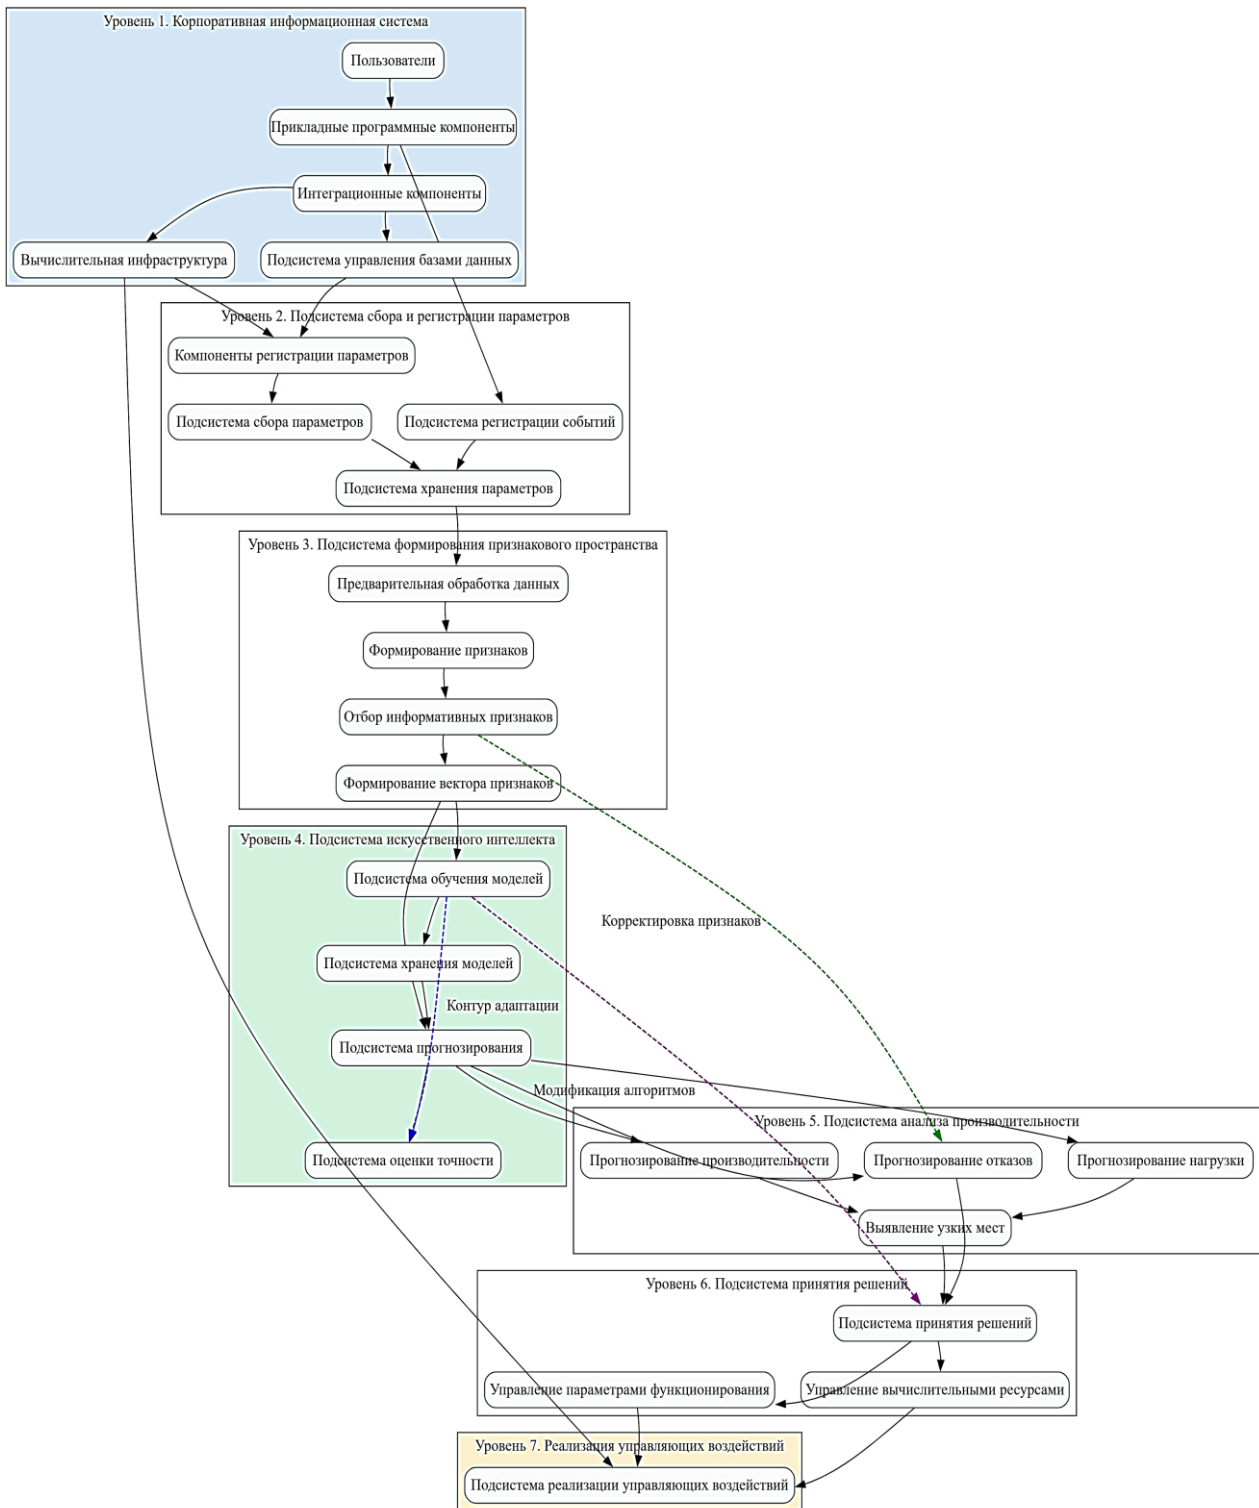 Уровень 1. Корпоративная информационная система
Пользователи
Прикладные программные компоненты
Интеграционные компоненты
Вычислительная инфраструктура
Подсистема управления базами данных
Уровень 2. Подсистема сбора и регистрации параметров
Компоненты регистрации параметров
Подсистема сбора параметров
Подсистема регистрации событий
Подсистема хранения параметров
Уровень 3. Подсистема формирования признакового пространства
Предварительная обработка данных
Формирование признаков
Отбор информативных признаков
Формирование вектора признаков
Уровень 4. Подсистема искусственного интеллекта
Подсистема обучения моделей
Корректировка признаков
Подсистема хранения моделей
Контур адаптации
Подсистема прогнозирования
Модификация алгоритмов
Уровень 5. Подсистема анализа производительности
Подсистема оценки точности
Прогнозирование производительности
Прогнозирование отказов
Прогнозирование нагрузки
Выявление узких мест
Уровень 6. Подсистема принятия решений
Подсистема принятия решений
Управление параметрами функционирования
Управление вычислительными ресурсами
Уровень 7. Реализация управляющих воздействий
Подсистема реализации управляющих воздействий